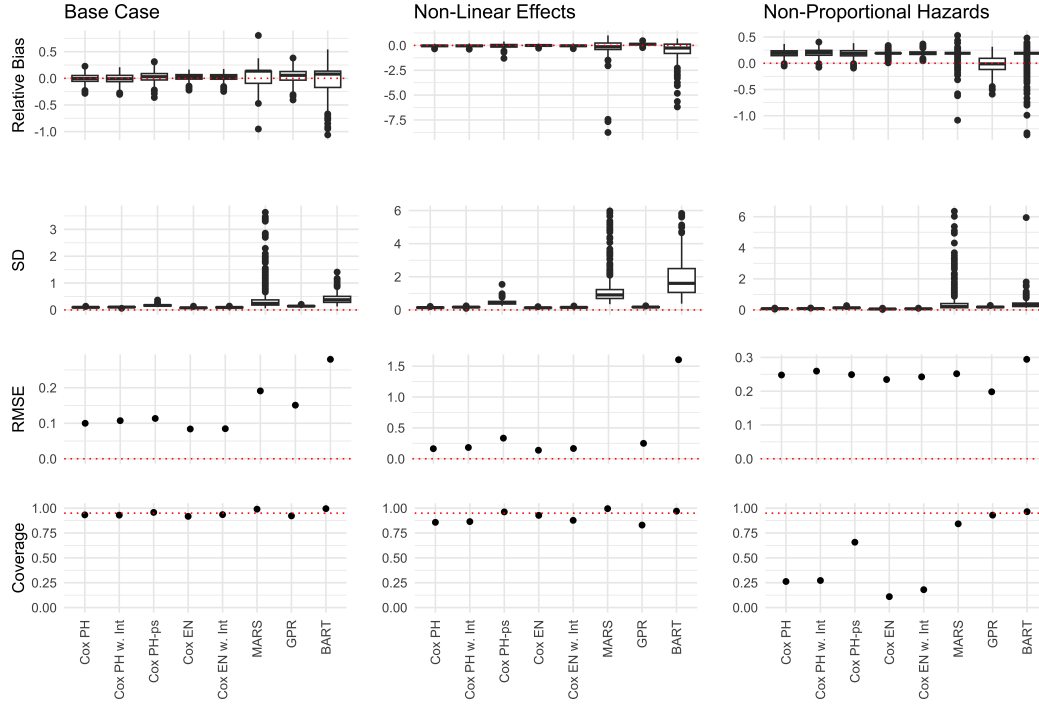 Base Case
Non-Linear Effects
Non-Proportional Hazards
Relative Bias
0.5
0.0
-0.5
-1.0
0.0
-2.5
-5.0
-7.5
0.5
0.0
-0.5
-1.0
SD
3
2
1
0
6
4
2
0
6
4
2
0
RMSE
0.2
0.1
0.0
1.5
1.0
0.5
0.0
0.3
0.2
0.1
0.0
Coverage
1.00
0.75
0.50
0.25
0.00
1.00
0.75
0.50
0.25
0.00
1.00
0.75
0.50
0.25
0.00
Cox PH
Cox PH w. Int
Cox PH-ps
Cox EN
Cox EN w. Int
MARS
GPR
BART
Cox PH
Cox PH w. Int
Cox PH-ps
Cox EN
Cox EN w. Int
MARS
GPR
BART
Cox PH
Cox PH w. Int
Cox PH-ps
Cox EN
Cox EN w. Int
MARS
GPR
BART